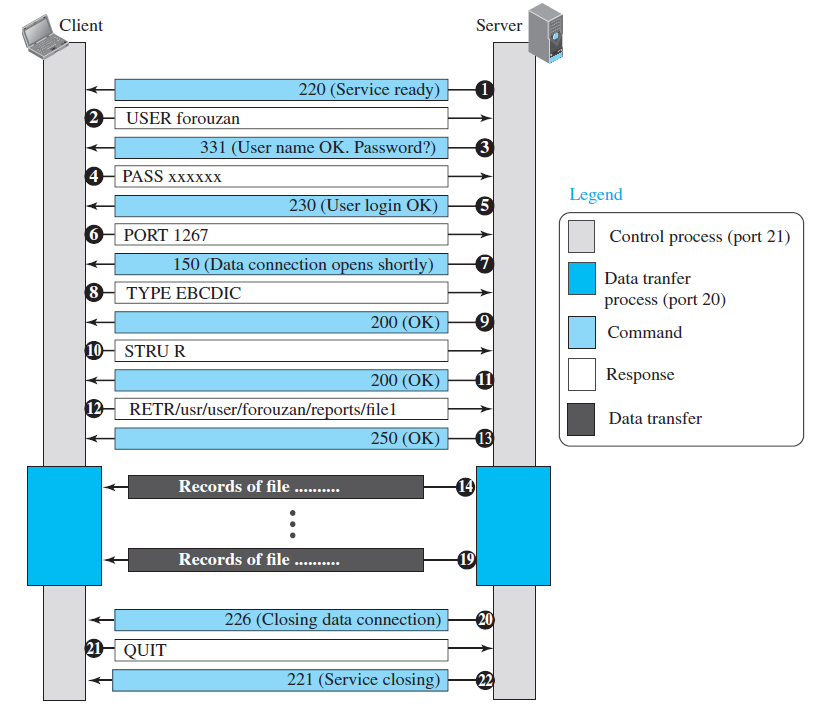 Client
Server
220 (Service ready)
1
2
USER forouzan
331 (User name OK. Password?)
3
4
PASS xxxxxx
230 (User login OK)
5
6
PORT 1267
150 (Data connection opens shortly)
7
8
TYPE EBCDIC
200 (OK)
9
10
STRU R
200 (OK)
11
12
RETR/usr/user/forouzan/reports/file1
250 (OK)
13
Records of file ..........
14
Records of file ..........
19
226 (Closing data connection)
20
21
QUIT
221 (Service closing)
22
Legend
Control process (port 21)
Data tranfer
process (port 20)
Command
Response
Data transfer